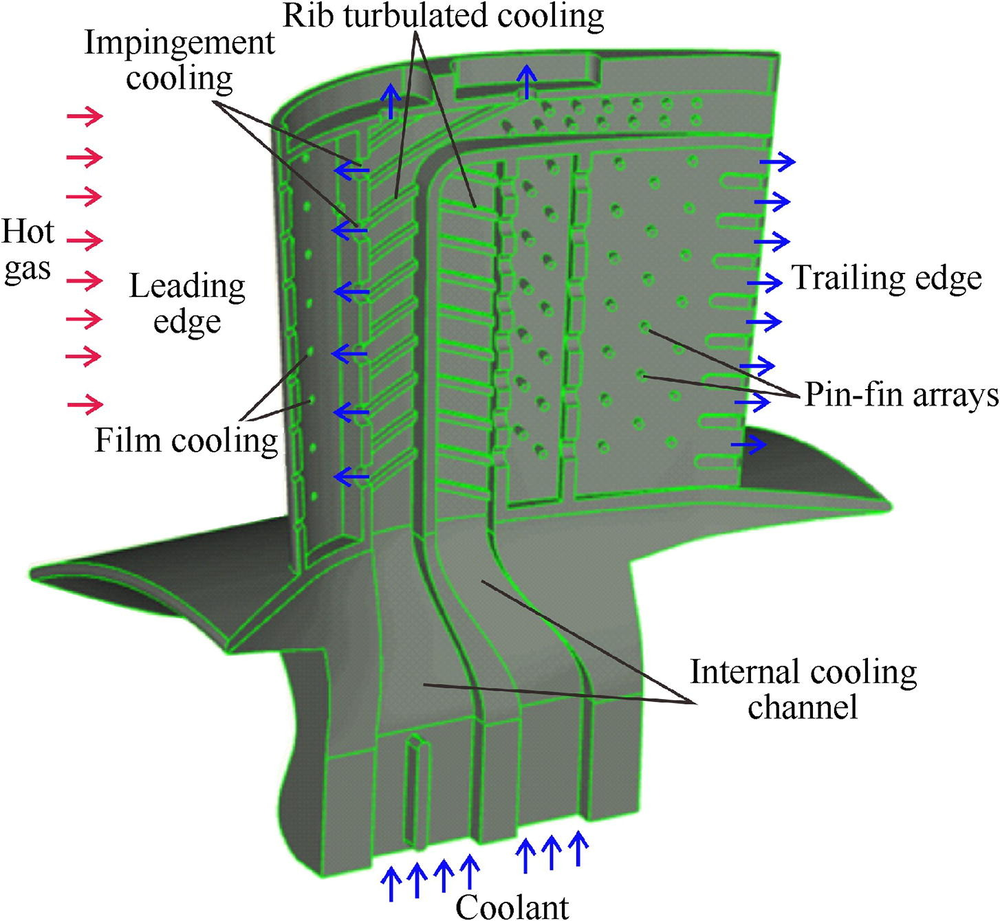 Rib turbulated cooling
Impingement
cooling
Hot
gas
Leading
edge
Trailing edge
Pin-fin arrays
Film cooling
Internal cooling
channel
Coolant